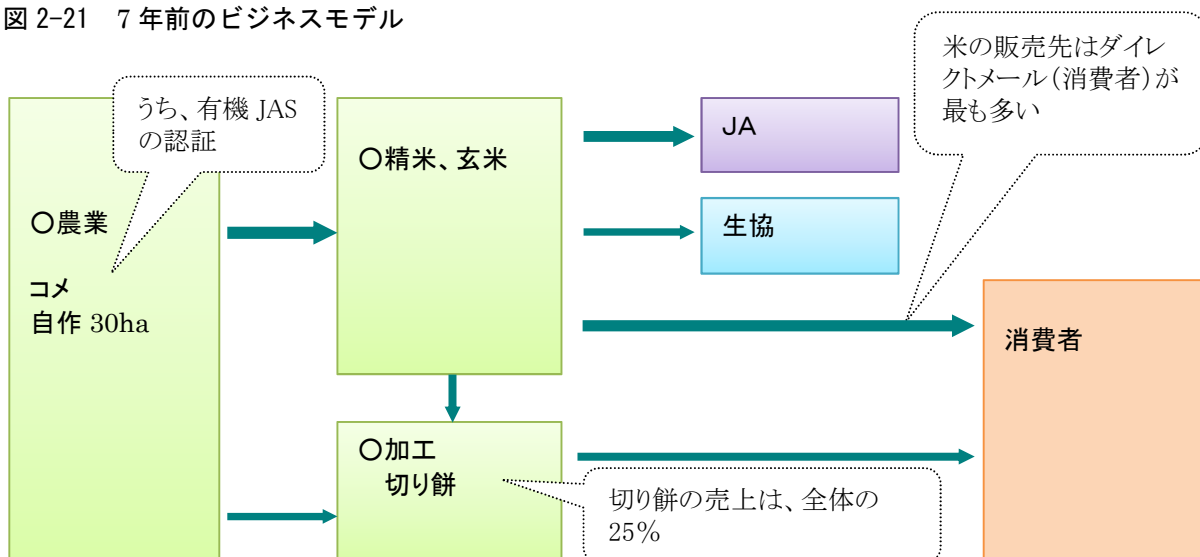 図 2-21　7 年前のビジネスモデル
米の販売先はダイレ
クトメール（消費者）が
最も多い
うち、有機 JAS
の認証
〇農業
コメ
自作 30ha
〇精米、玄米
JA
生協
消費者
〇加工
切り餅
切り餅の売上は、全体の
25％